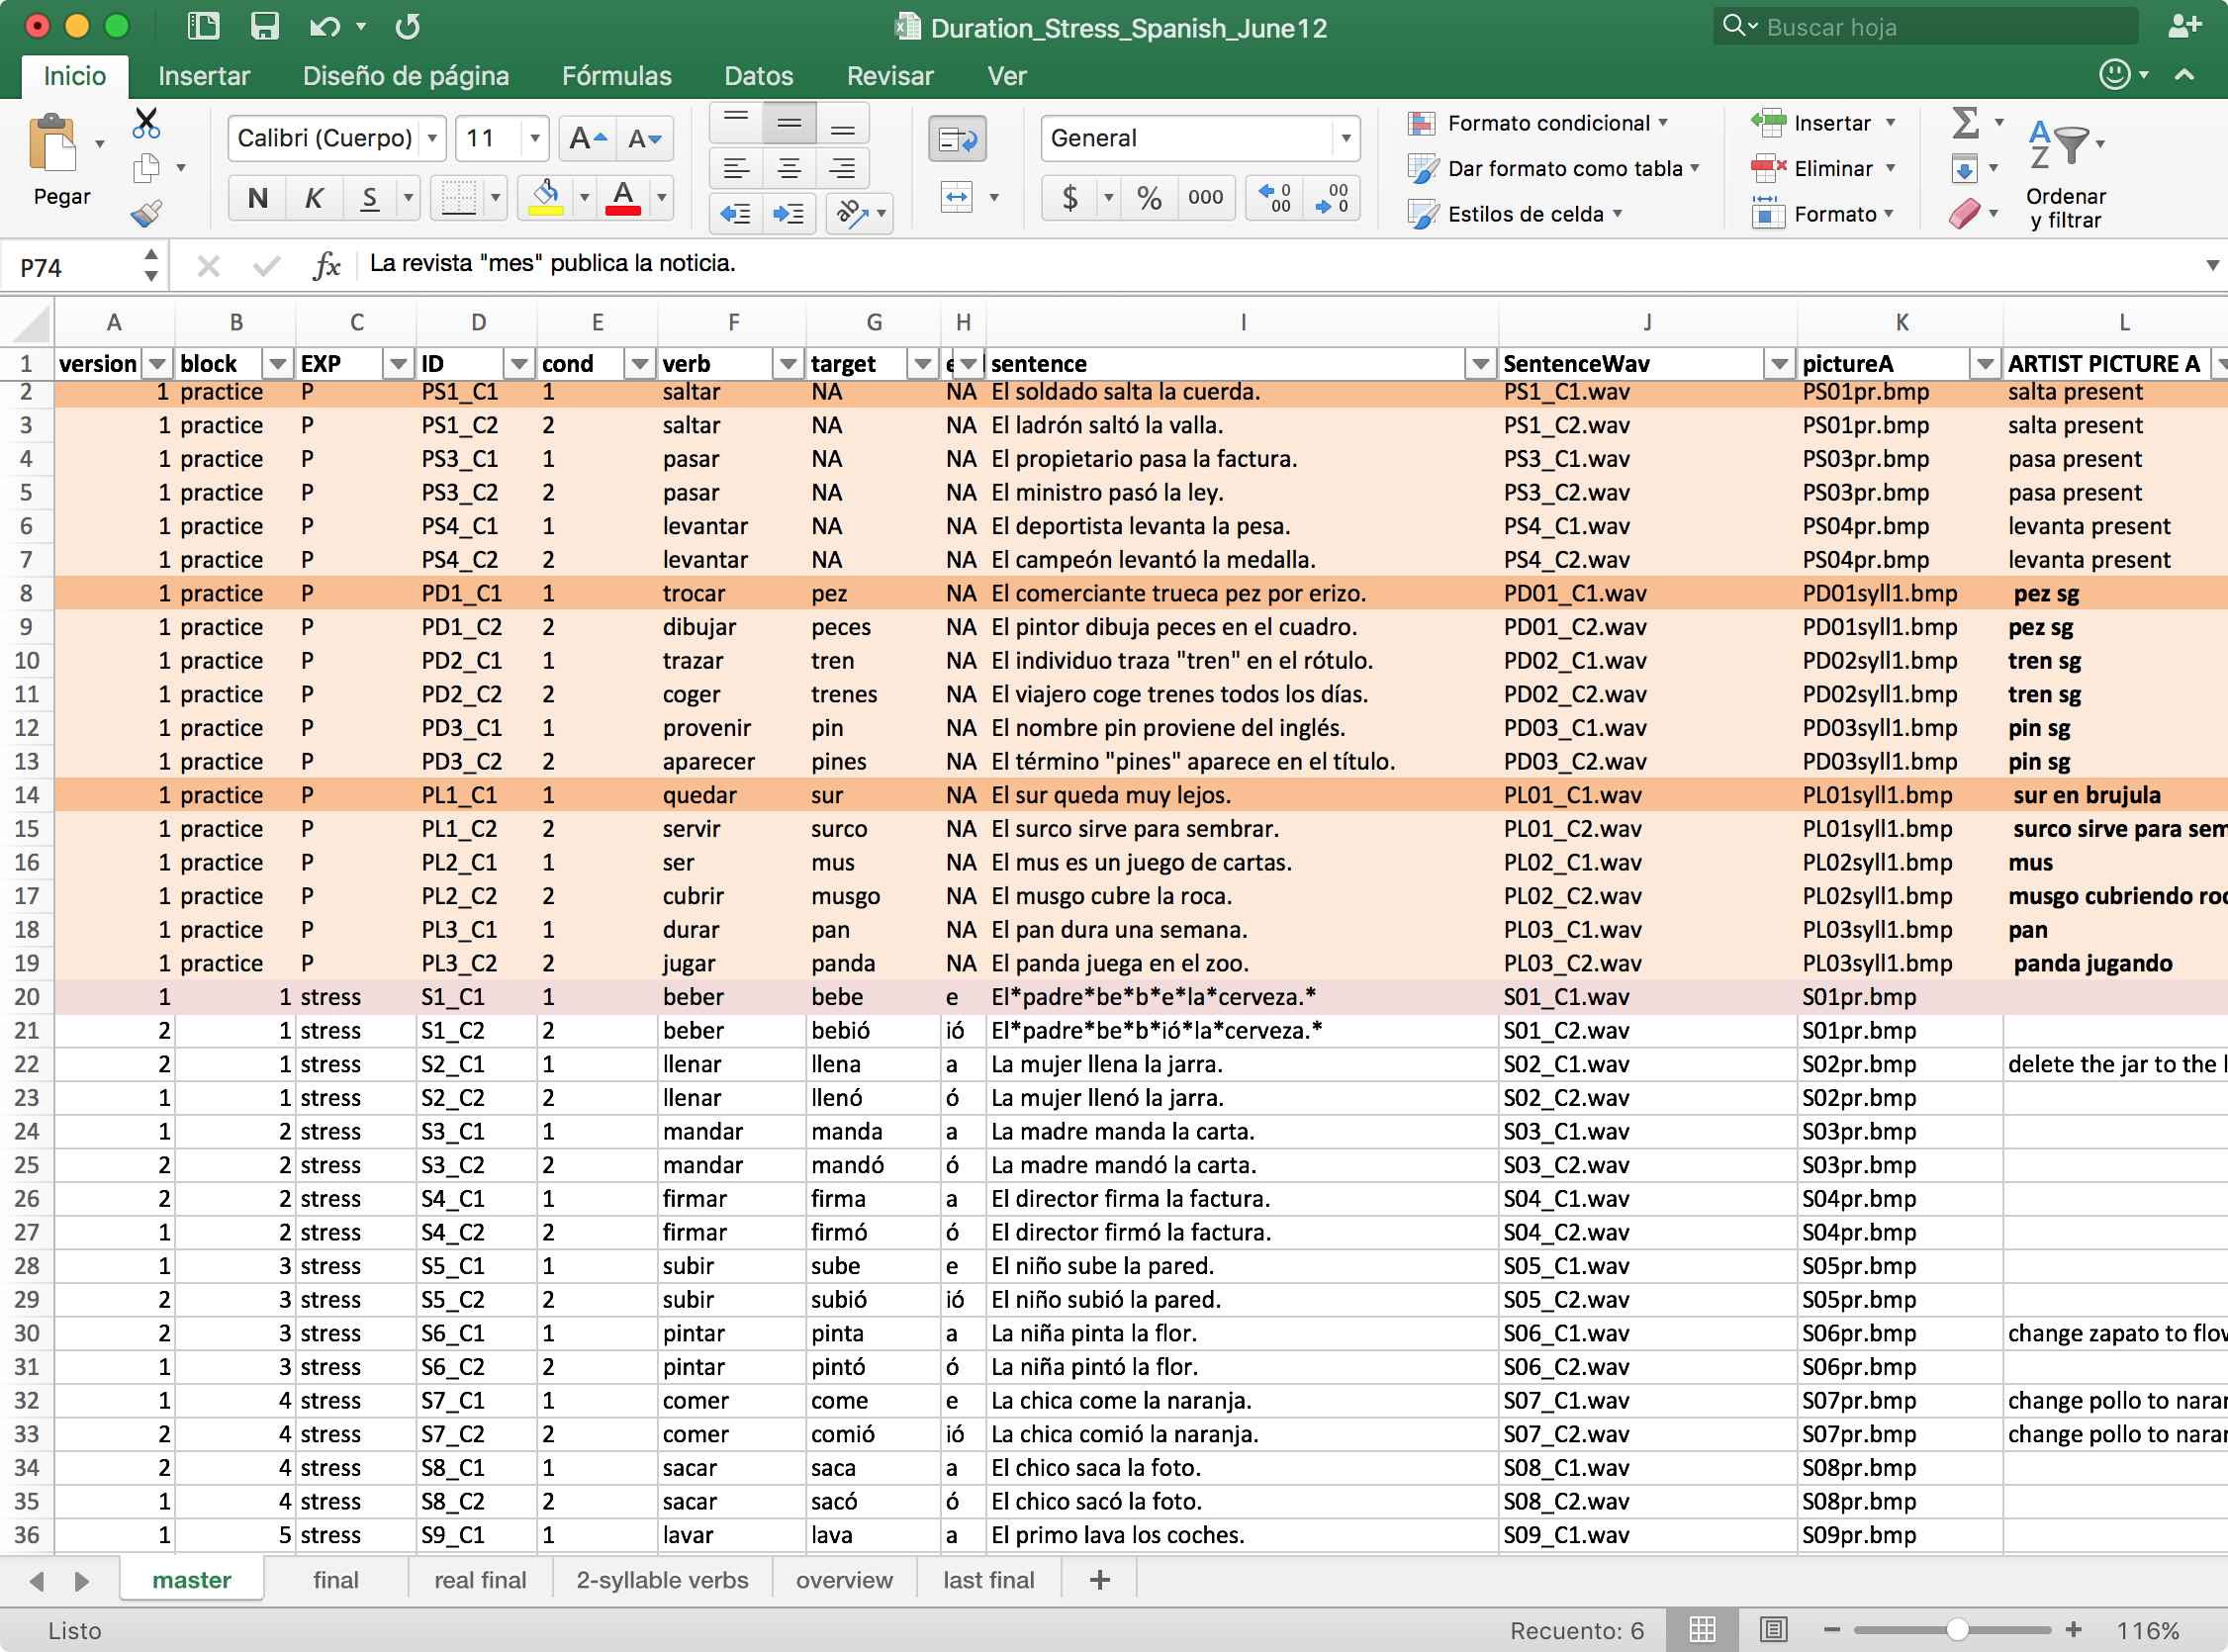 Duration_Stress_Spanish_June12
Buscar hoja
Inicio Insertar Diseño de página Fórmulas Datos Revisar Ver
Pegar
Calibri (Cuerpo) 11 A A
N K S A
General
$ % 000 0 00 00 0
Formato condicional
Dar formato como tabla
Estilos de celda
Insertar
Eliminar
Formato
Σ
A Z
Ordenar y filtrar
P74 fx La revista "mes" publica la noticia.
A B C D E F G H I J K L
1 version block EXP ID cond verb target sentence SentenceWav pictureA ARTIST PICTURE A
2 1 practice P PS1_C1 1 saltar NA NA El soldado salta la cuerda. PS1_C1.wav PS01pr.bmp salta present
3 1 practice P PS1_C2 2 saltar NA NA El ladrón saltó la valla. PS1_C2.wav PS01pr.bmp salta present
4 1 practice P PS3_C1 1 pasar NA NA El propietario pasa la factura. PS3_C1.wav PS03pr.bmp pasa present
5 1 practice P PS3_C2 2 pasar NA NA El ministro pasó la ley. PS3_C2.wav PS03pr.bmp pasa present
6 1 practice P PS4_C1 1 levantar NA NA El deportista levanta la pesa. PS4_C1.wav PS04pr.bmp levanta present
7 1 practice P PS4_C2 2 levantar NA NA El campeón levantó la medalla. PS4_C2.wav PS04pr.bmp levanta present
8 1 practice P PD1_C1 1 trocar pez NA El comerciante trueca pez por erizo. PD01_C1.wav PD01syll1.bmp pez sg
9 1 practice P PD1_C2 2 dibujar peces NA El pintor dibuja peces en el cuadro. PD01_C2.wav PD01syll1.bmp pez sg
10 1 practice P PD2_C1 1 trazar tren NA El individuo traza "tren" en el rótulo. PD02_C1.wav PD02syll1.bmp tren sg
11 1 practice P PD2_C2 2 coger trenes NA El viajero coge trenes todos los días. PD02_C2.wav PD02syll1.bmp tren sg
12 1 practice P PD3_C1 1 provenir pin NA El nombre pin proviene del inglés. PD03_C1.wav PD03syll1.bmp pin sg
13 1 practice P PD3_C2 2 aparecer pines NA El término "pines" aparece en el título. PD03_C2.wav PD03syll1.bmp pin sg
14 1 practice P PL1_C1 1 quedar sur NA El sur queda muy lejos. PL01_C1.wav PL01syll1.bmp sur en brujula
15 1 practice P PL1_C2 2 servir surco NA El surco sirve para sembrar. PL01_C2.wav PL01syll1.bmp surco sirve para sem
16 1 practice P PL2_C1 1 ser mus NA El mus es un juego de cartas. PL02_C1.wav PL02syll1.bmp mus
17 1 practice P PL2_C2 2 cubrir musgo NA El musgo cubre la roca. PL02_C2.wav PL02syll1.bmp musgo cubriendo roc
18 1 practice P PL3_C1 1 durar pan NA El pan dura una semana. PL03_C1.wav PL03syll1.bmp pan
19 1 practice P PL3_C2 2 jugar panda NA El panda juega en el zoo. PL03_C2.wav PL03syll1.bmp panda jugando
20 1 1 stress S1_C1 1 beber bebe e El*padre*be*b*e*la*cerveza.* S01_C1.wav S01pr.bmp
21 2 1 stress S1_C2 2 beber bebió ió El*padre*be*b*ió*la*cerveza.* S01_C2.wav S01pr.bmp
22 2 1 stress S2_C1 1 llenar llena a La mujer llena la jarra. S02_C1.wav S02pr.bmp delete the jar to the l
23 1 1 stress S2_C2 2 llenar llenó ó La mujer llenó la jarra. S02_C2.wav S02pr.bmp
24 1 2 stress S3_C1 1 mandar manda a La madre manda la carta. S03_C1.wav S03pr.bmp
25 2 2 stress S3_C2 2 mandar mandó ó La madre mandó la carta. S03_C2.wav S03pr.bmp
26 2 2 stress S4_C1 1 firmar firma a El director firma la factura. S04_C1.wav S04pr.bmp
27 1 2 stress S4_C2 2 firmar firmó ó El director firmó la factura. S04_C2.wav S04pr.bmp
28 1 3 stress S5_C1 1 subir sube e El niño sube la pared. S05_C1.wav S05pr.bmp
29 2 3 stress S5_C2 2 subir subió ió El niño subió la pared. S05_C2.wav S05pr.bmp
30 2 3 stress S6_C1 1 pintar pinta a La niña pinta la flor. S06_C1.wav S06pr.bmp change zapato to flov
31 1 3 stress S6_C2 2 pintar pintó ó La niña pintó la flor. S06_C2.wav S06pr.bmp
32 1 4 stress S7_C1 1 comer come e La chica come la naranja. S07_C1.wav S07pr.bmp change pollo to narar
33 2 4 stress S7_C2 2 comer comió ió La chica comió la naranja. S07_C2.wav S07pr.bmp change pollo to narar
34 2 4 stress S8_C1 1 sacar saca a El chico saca la foto. S08_C1.wav S08pr.bmp
35 1 4 stress S8_C2 2 sacar sacó ó El chico sacó la foto. S08_C2.wav S08pr.bmp
36 1 5 stress S9_C1 1 lavar lava a El primo lava los coches. S09_C1.wav S09pr.bmp
master final real final 2-syllable verbs overview last final +
Listo Recuento: 6 116%